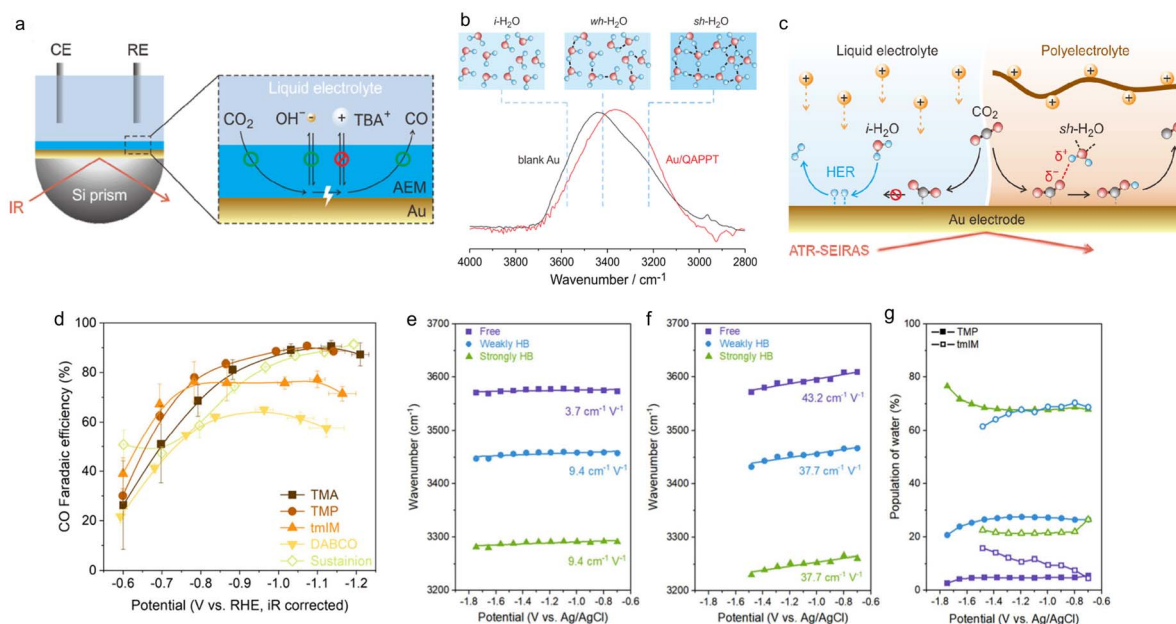 a
CE
RE
Si prism
IR
Liquid electrolyte
CO₂
OH⁻
+
TBA⁺
CO
AEM
Au
b
i-H₂O
wh-H₂O
sh-H₂O
blank Au
Au/QAPPT
4000 3800 3600 3400 3200 3000 2800
Wavenumber / cm⁻¹
c
Liquid electrolyte
Polyelectrolyte
CO₂
i-H₂O
sh-H₂O
HER
δ⁺
δ⁻
Au electrode
ATR-SEIRAS
d
CO Faradaic efficiency (%)
100
80
60
40
20
0
TMA
TMP
tmIM
DABCO
Sustainion
-0.6 -0.7 -0.8 -0.9 -1.0 -1.1 -1.2
Potential (V vs. RHE, iR corrected)
e
Wavenumber (cm⁻¹)
3700
3600
3500
3400
3300
3200
Free
Weakly HB
Strongly HB
3.7 cm⁻¹ V⁻¹
9.4 cm⁻¹ V⁻¹
9.4 cm⁻¹ V⁻¹
-1.8 -1.6 -1.4 -1.2 -1.0 -0.8 -0.6
Potential (V vs. Ag/AgCl)
f
Wavenumber (cm⁻¹)
3700
3600
3500
3400
3300
3200
Free
Weakly HB
Strongly HB
43.2 cm⁻¹ V⁻¹
37.7 cm⁻¹ V⁻¹
37.7 cm⁻¹ V⁻¹
-1.8 -1.6 -1.4 -1.2 -1.0 -0.8 -0.6
Potential (V vs. Ag/AgCl)
g
Population of water (%)
100
80
60
40
20
0
TMP
tmIM
-1.8 -1.6 -1.4 -1.2 -1.0 -0.8 -0.6
Potential (V vs. Ag/AgCl)